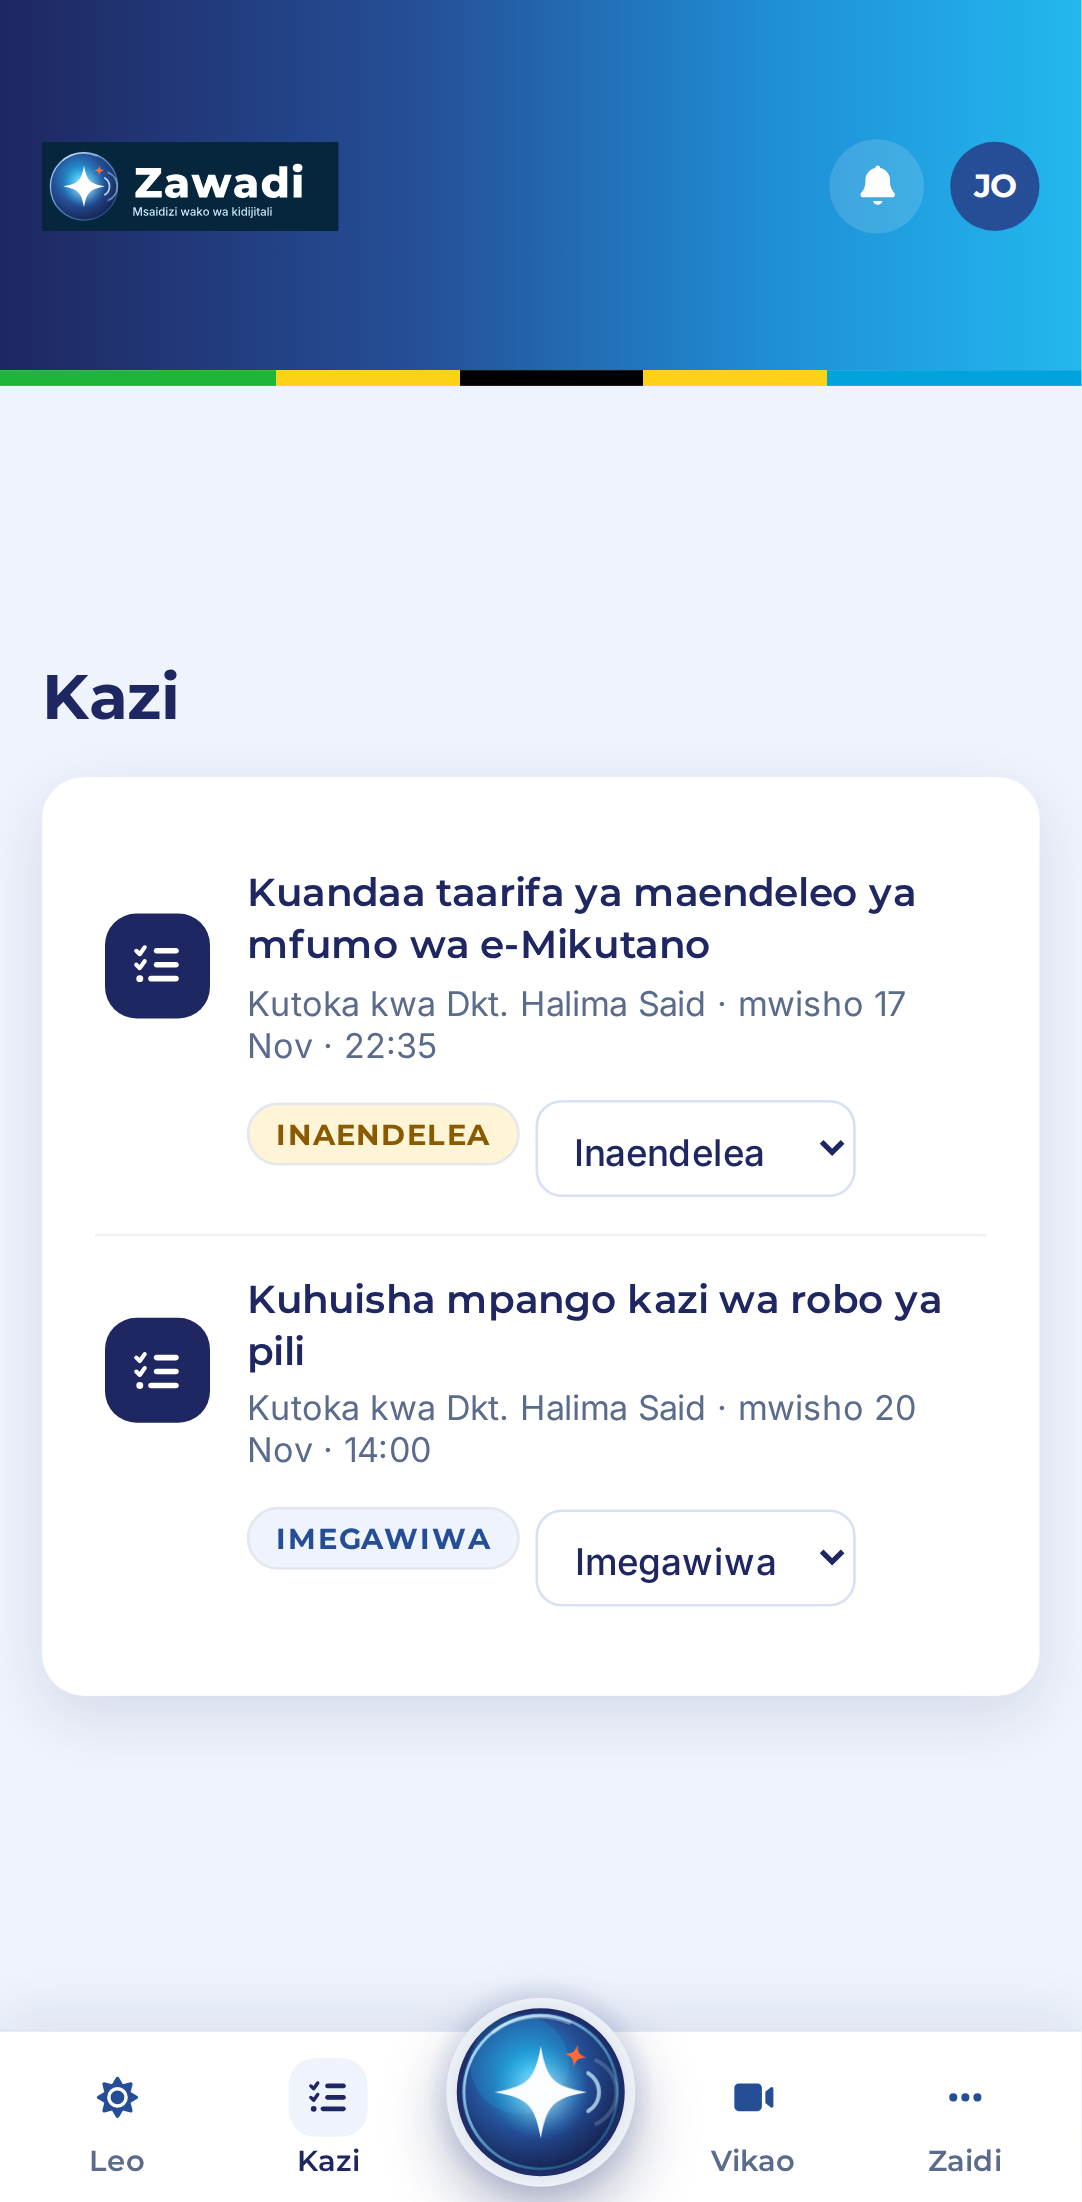 Zawadi
Msaidizi wako wa kidijitali
JO
Kazi
Kuandaa taarifa ya maendeleo ya
mfumo wa e-Mikutano
Kutoka kwa Dkt. Halima Said · mwisho 17
Nov · 22:35
INAENDELEA
Inaendelea
Kuhuisha mpango kazi wa robo ya
pili
Kutoka kwa Dkt. Halima Said · mwisho 20
Nov · 14:00
IMEGAWIWA
Imegawiwa
Leo
Kazi
Vikao
Zaidi